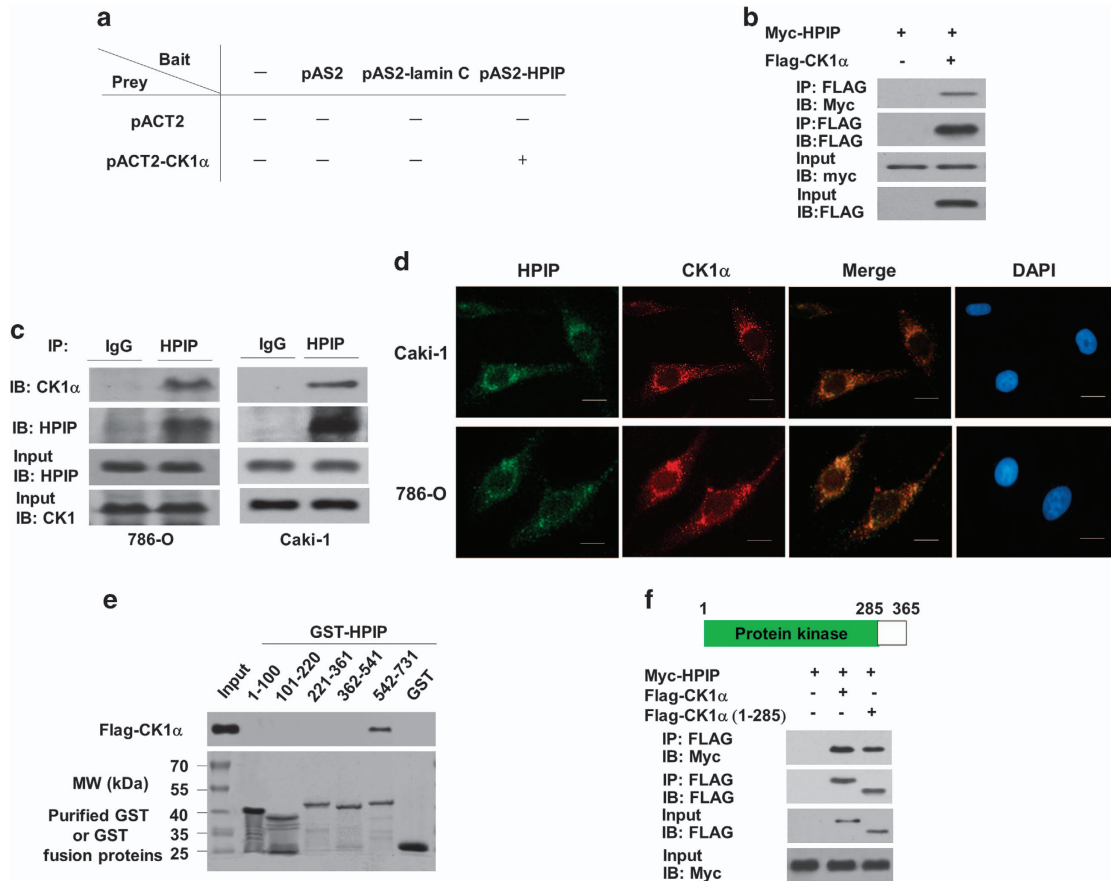 a
Bait
Prey
— pAS2 pAS2-lamin C pAS2-HPIP
pACT2 — — — —
pACT2-CK1α — — — +
b
Myc-HPIP + +
Flag-CK1α - +
IP: FLAG
IB: Myc
IP:FLAG
IB:FLAG
Input
IB: myc
Input
IB:FLAG
c
IP: IgG HPIP IgG HPIP
IB: CK1α
IB: HPIP
Input
IB: HPIP
Input
IB: CK1
786-O Caki-1
d
HPIP CK1α Merge DAPI
Caki-1
786-O
e
GST-HPIP
Input 1-100 101-220 221-361 362-541 542-731 GST
Flag-CK1α
MW (kDa)
Purified GST
or GST
fusion proteins
70
55
40
35
25
f
1 285 365
Protein kinase
Myc-HPIP + + +
Flag-CK1α - + -
Flag-CK1α (1-285) - - +
IP: FLAG
IB: Myc
IP: FLAG
IB: FLAG
Input
IB: FLAG
Input
IB: Myc